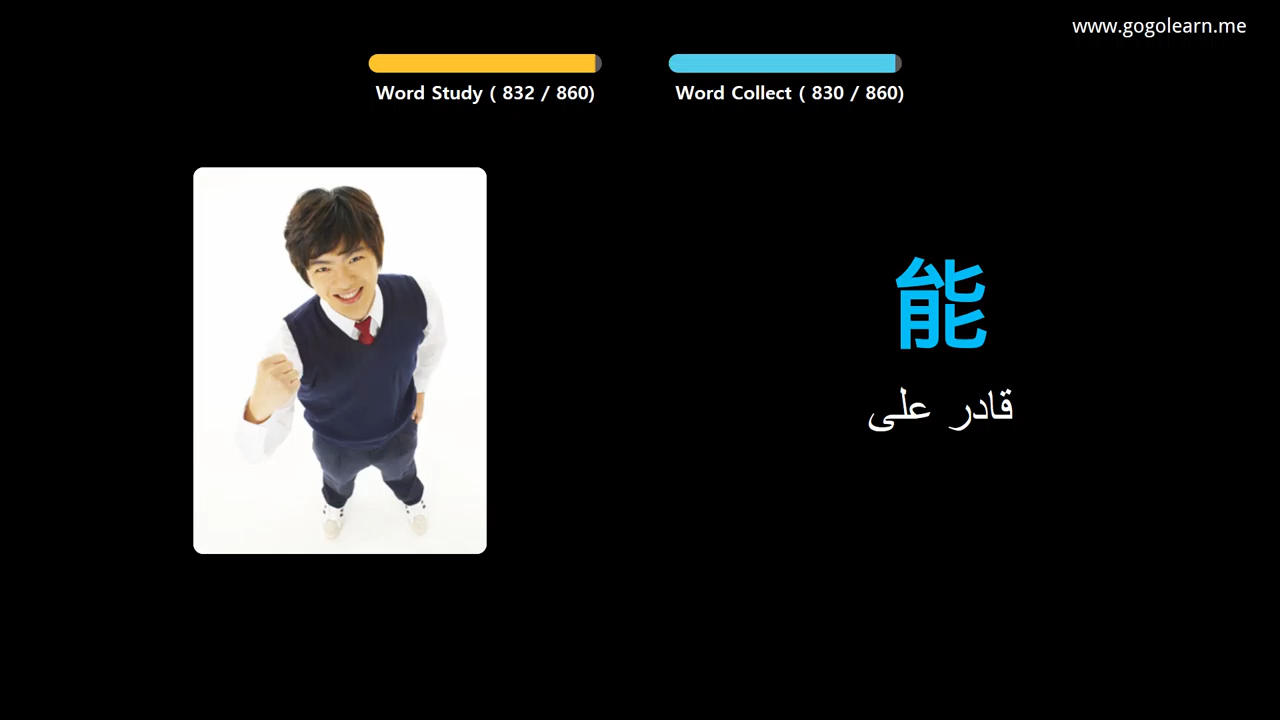 www.gogolearn.me
Word Study ( 832 / 860)
Word Collect ( 830 / 860)
能
قادر على